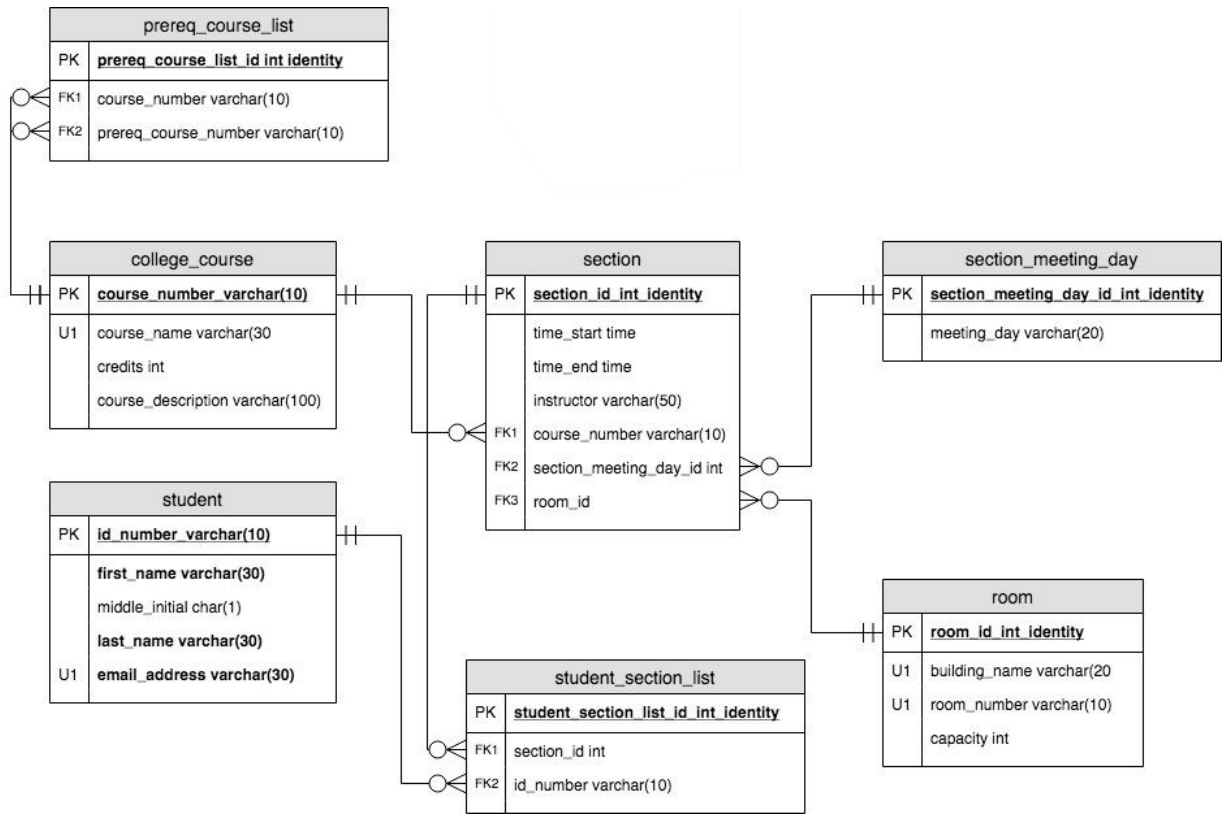 prereq_course_list
PK prereq_course_list_id int identity
FK1 course_number varchar(10)
FK2 prereq_course_number varchar(10)
college_course
PK course_number_varchar(10)
U1 course_name varchar(30
credits int
course_description varchar(100)
section
PK section_id_int_identity
time_start time
time_end time
instructor varchar(50)
FK1 course_number varchar(10)
FK2 section_meeting_day_id int
FK3 room_id
section_meeting_day
PK section_meeting_day_id_int_identity
meeting_day varchar(20)
student
PK id_number_varchar(10)
first_name varchar(30)
middle_initial char(1)
last_name varchar(30)
U1 email_address varchar(30)
student_section_list
PK student_section_list_id_int_identity
FK1 section_id int
FK2 id_number varchar(10)
room
PK room_id_int_identity
U1 building_name varchar(20
U1 room_number varchar(10)
capacity int